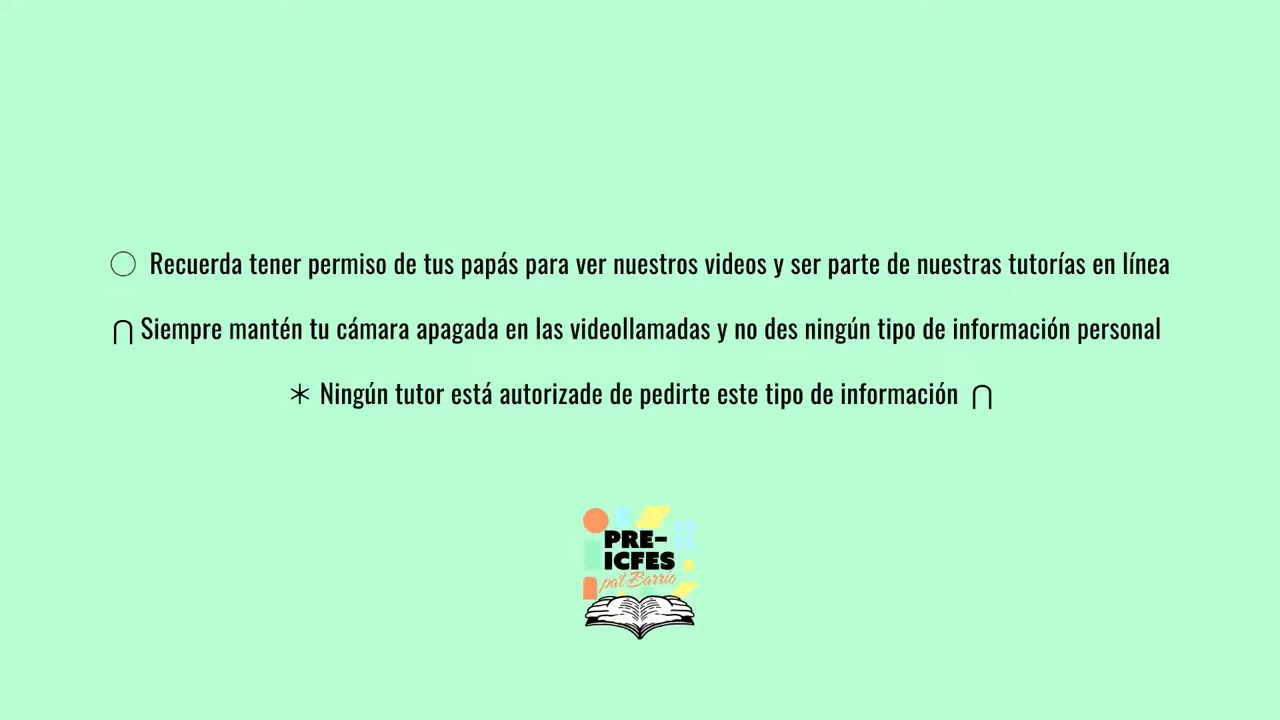 Recuerda tener permiso de tus papás para ver nuestros videos y ser parte de nuestras tutorías en línea
Siempre mantén tu cámara apagada en las videollamadas y no des ningún tipo de información personal
* Ningún tutor está autorizade de pedirte este tipo de información
PRE-
ICFES
pa'l Barrio